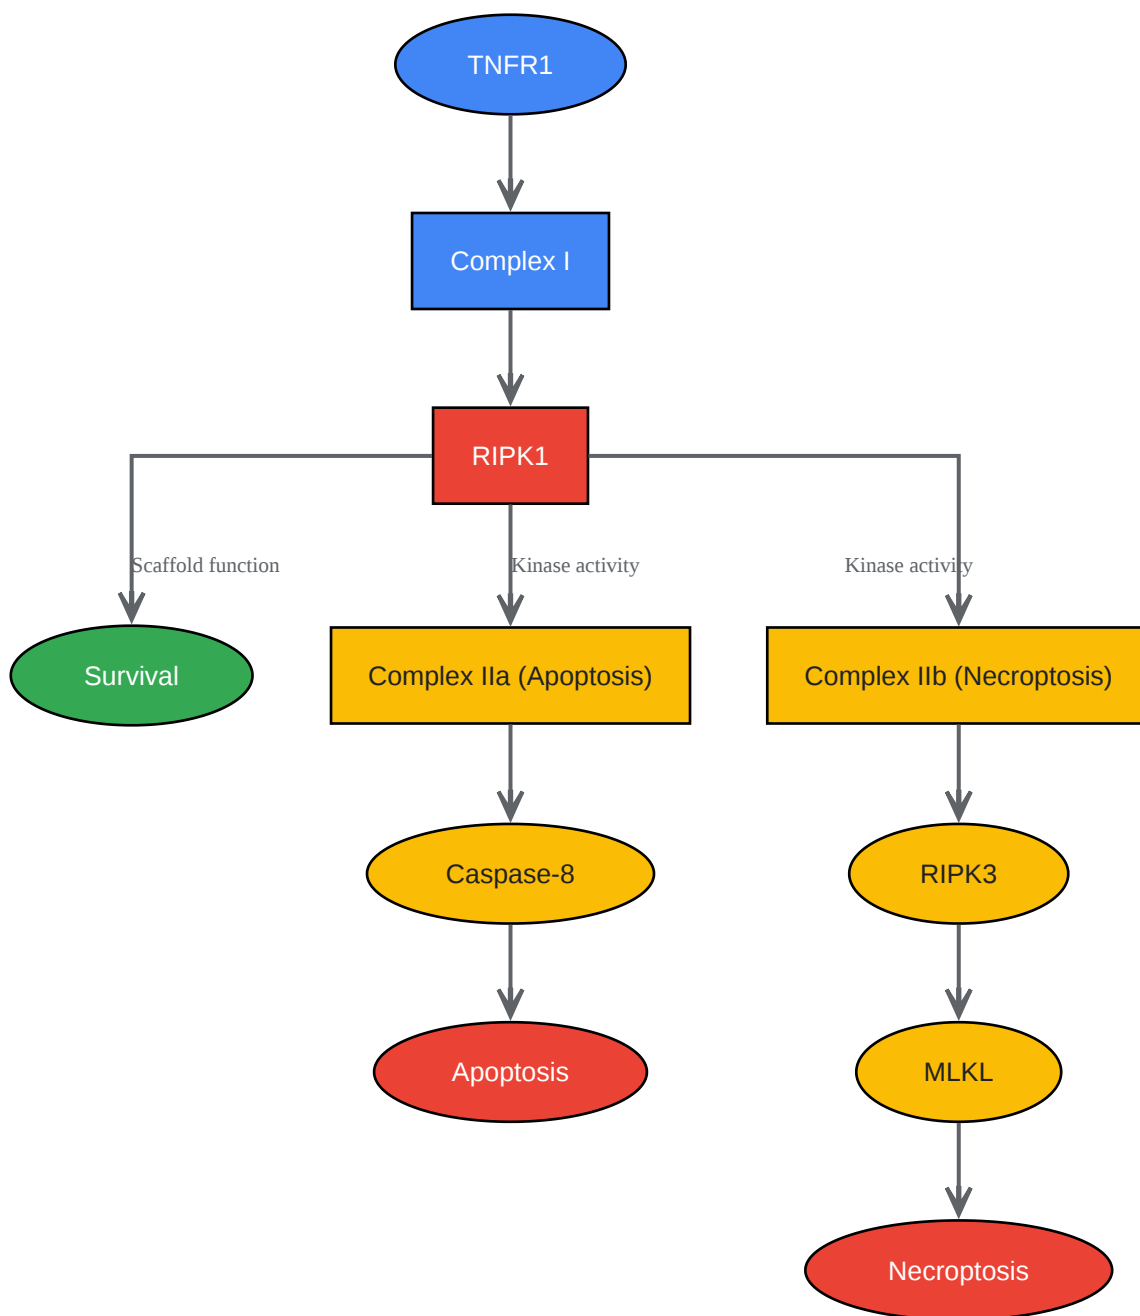 TNFR1
Complex I
RIPK1
Scaffold function
Kinase activity
Kinase activity
Survival
Complex IIa (Apoptosis)
Complex IIb (Necroptosis)
Caspase-8
RIPK3
Apoptosis
MLKL
Necroptosis